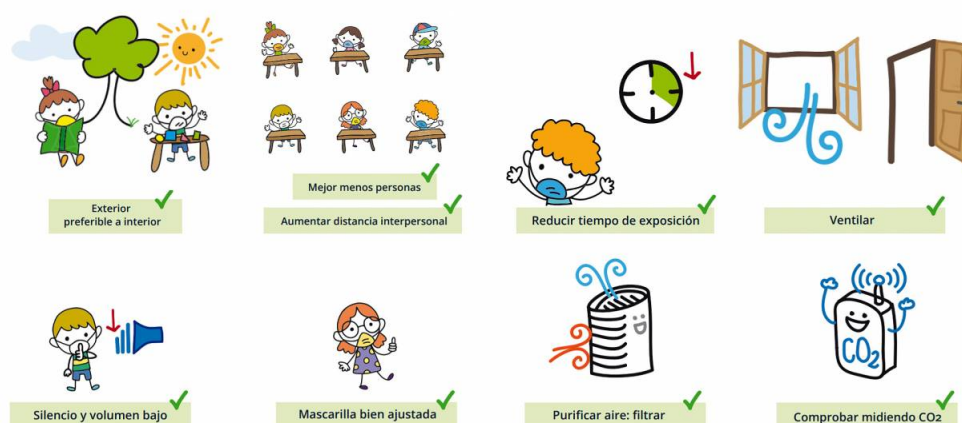 Exterior
preferible a interior
Mejor menos personas
Aumentar distancia interpersonal
Reducir tiempo de exposición
Ventilar
Silencio y volumen bajo
Mascarilla bien ajustada
Purificar aire: filtrar
CO2
Comprobar midiendo CO2